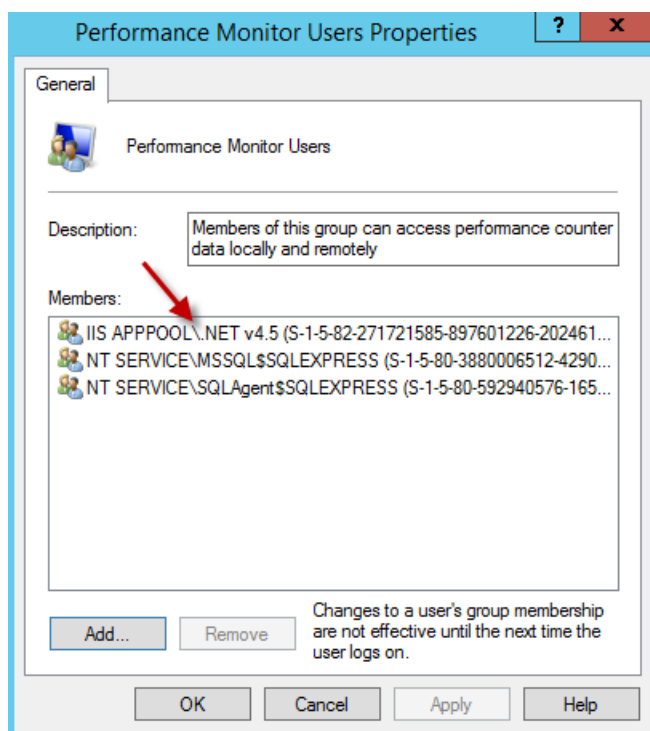 Performance Monitor Users Properties
? x
General
Performance Monitor Users
Description:
Members of this group can access performance counter
data locally and remotely
Members:
IIS APPPOOL\.NET v4.5 (S-1-5-82-271721585-897601226-202461...
NT SERVICE\MSSQL$SQLEXPRESS (S-1-5-80-3880006512-4290...
NT SERVICE\SQLAgent$SQLEXPRESS (S-1-5-80-592940576-165...
Add...
Remove
Changes to a user's group membership
are not effective until the next time the
user logs on.
OK
Cancel
Apply
Help